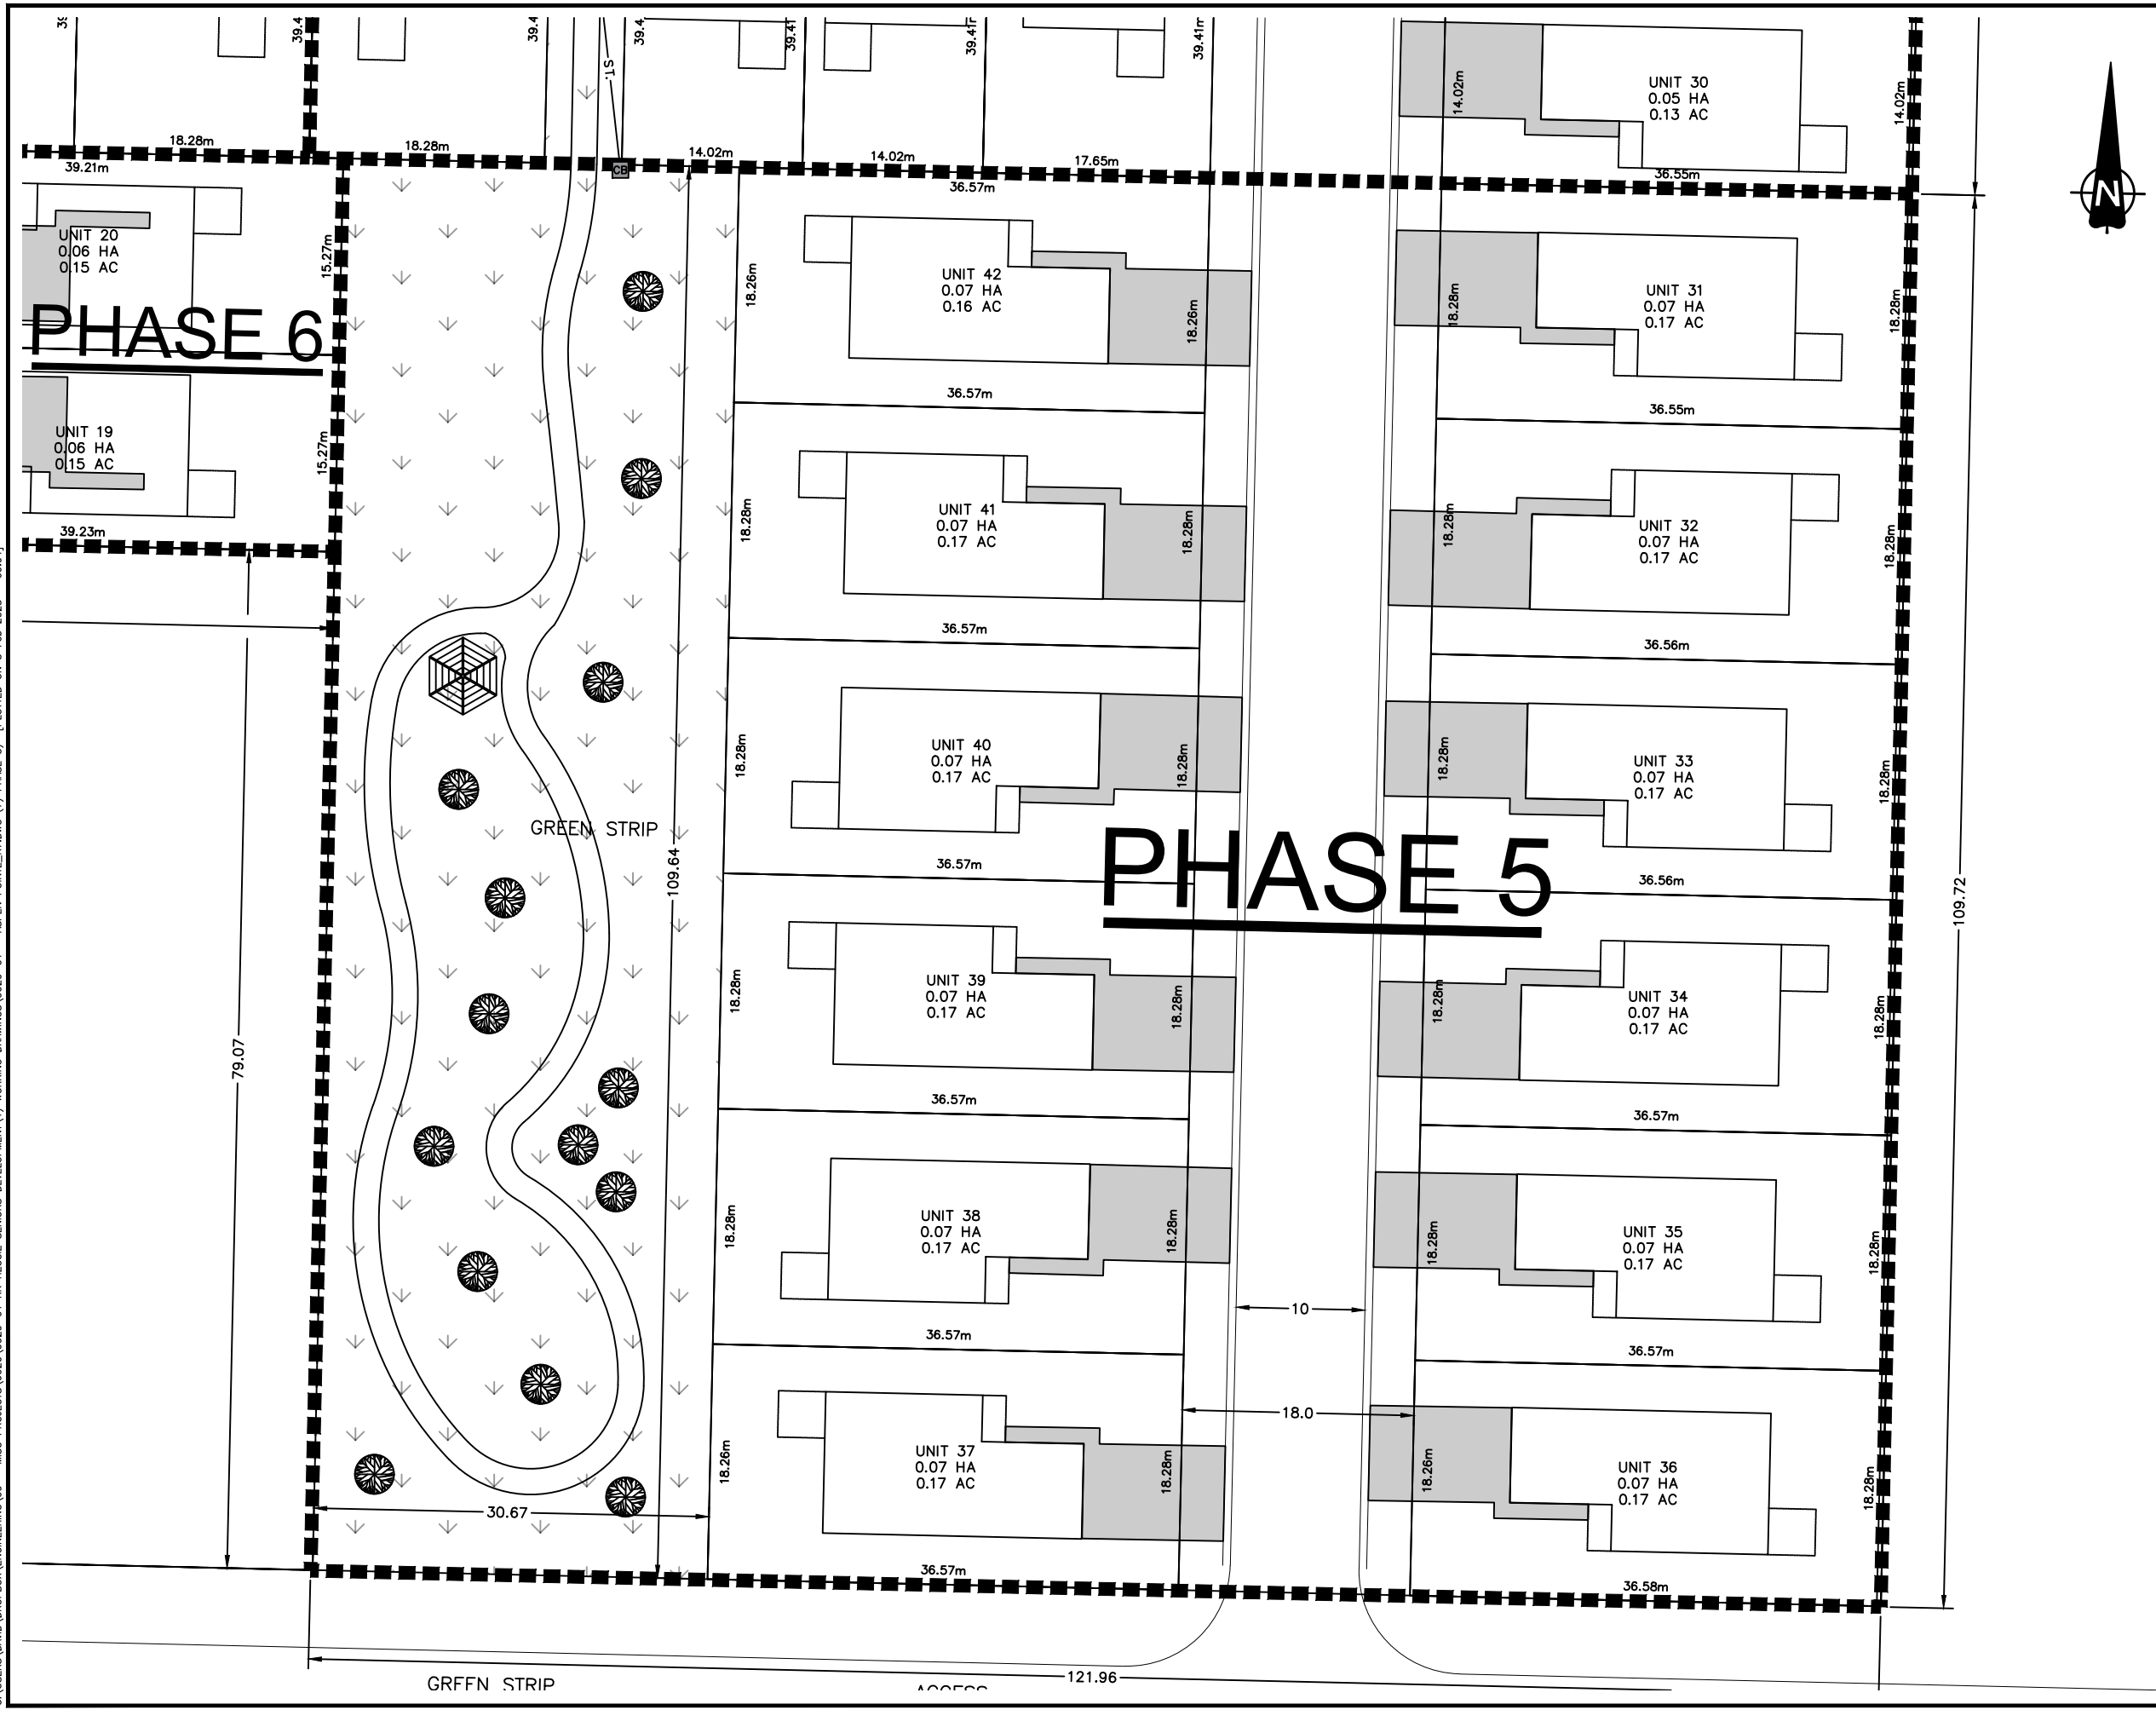 39.4
39.4
39.41
39.41m
39.41m
ST.
CB
14.02m
UNIT 30
0.05 HA
0.13 AC
14.02m
N
18.28m
18.28m
14.02m
14.02m
17.65m
39.21m
36.57m
36.55m
UNIT 20
0.06 HA
0.15 AC
15.27m
PHASE 6
UNIT 19
0.06 HA
0.15 AC
15.27m
39.23m
79.07
18.26m
UNIT 42
0.07 HA
0.16 AC
18.26m
18.28m
UNIT 31
0.07 HA
0.17 AC
18.28m
36.57m
36.55m
18.28m
UNIT 41
0.07 HA
0.17 AC
18.28m
18.28m
UNIT 32
0.07 HA
0.17 AC
18.28m
36.57m
36.56m
18.28m
UNIT 40
0.07 HA
0.17 AC
18.28m
18.28m
UNIT 33
0.07 HA
0.17 AC
18.28m
GREEN STRIP
109.64
PHASE 5
109.72
36.57m
36.56m
18.28m
UNIT 39
0.07 HA
0.17 AC
18.28m
18.28m
UNIT 34
0.07 HA
0.17 AC
18.28m
36.57m
36.57m
18.28m
UNIT 38
0.07 HA
0.17 AC
18.28m
18.28m
UNIT 35
0.07 HA
0.17 AC
18.28m
10
36.57m
36.57m
18.0
18.26m
UNIT 37
0.07 HA
0.17 AC
18.28m
18.26m
UNIT 36
0.07 HA
0.17 AC
18.28m
30.67
36.57m
36.58m
121.96
GREEN STRIP
ACCESS